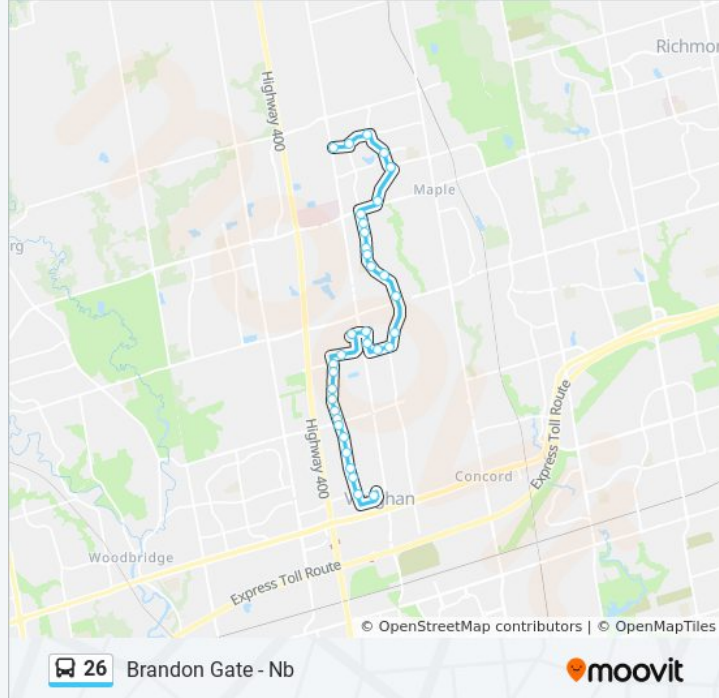 Richmo
Highway 400
Maple
rg
Express Toll Route
Highway 400
Concord
Vaughan
Woodbridge
Express Toll Route
© OpenStreetMap contributors | © OpenMapTiles
26 Brandon Gate - Nb
moovit